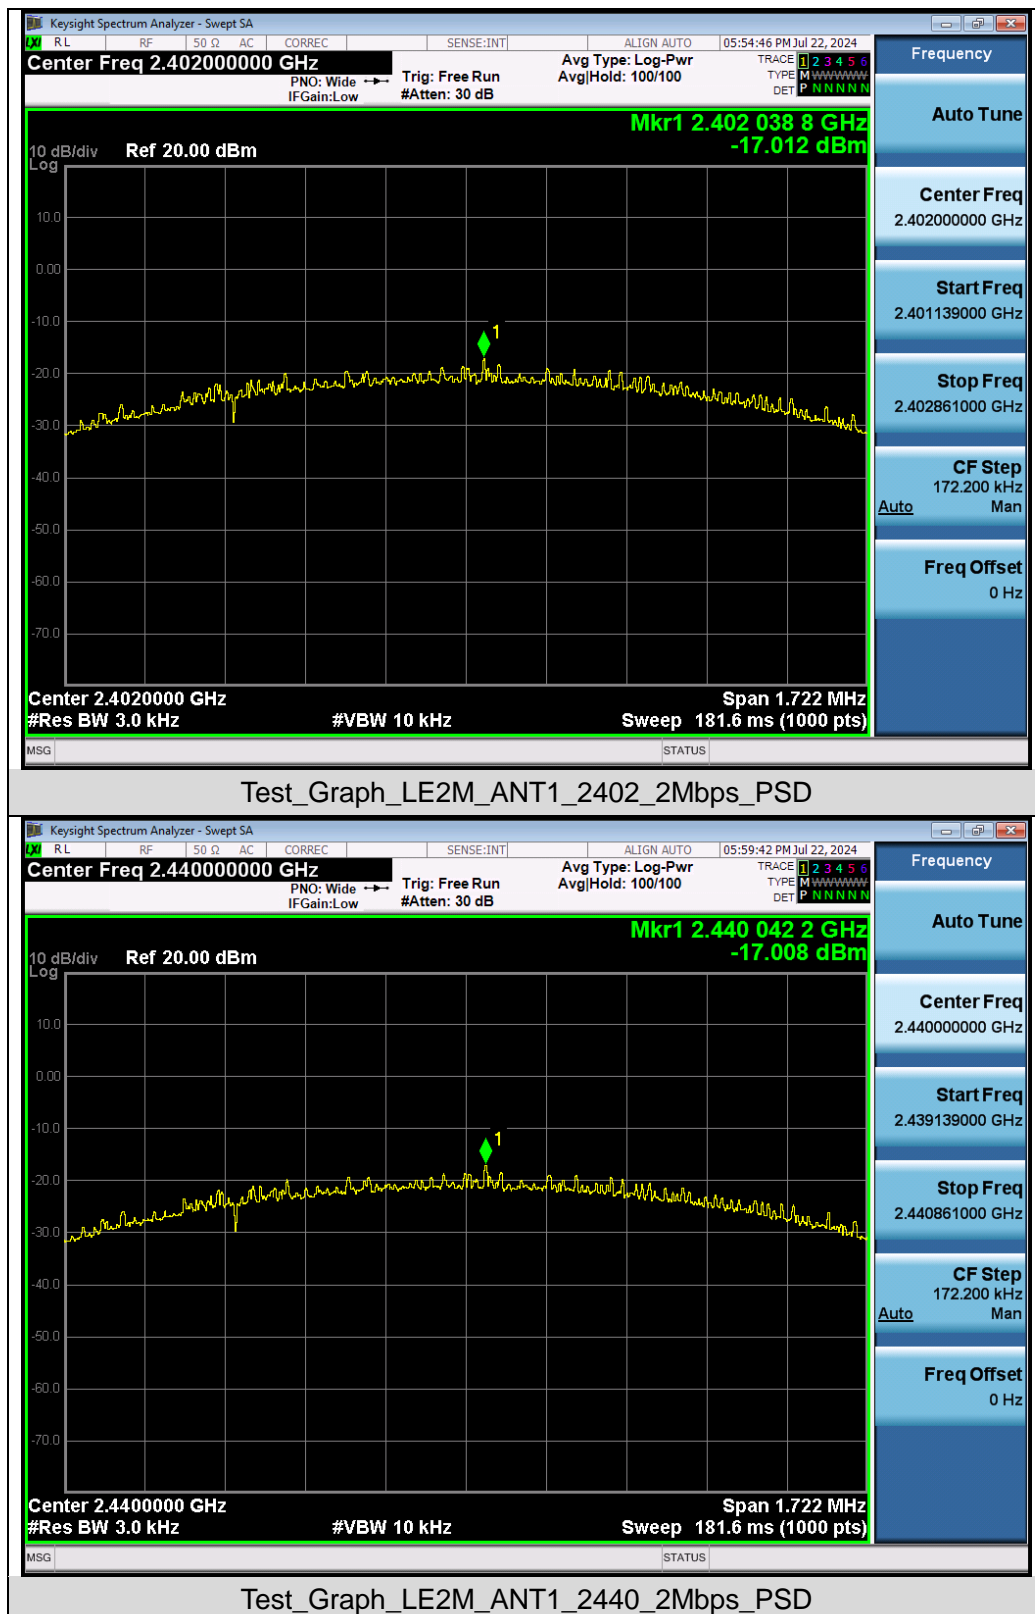 Keysight Spectrum Analyzer - Swept SA
LXI RL RF 50 Ω AC CORREC SENSE:INT ALIGN AUTO 05:54:46 PM Jul 22, 2024
Center Freq 2.402000000 GHz
PNO: Wide
IFGain:Low
Trig: Free Run
#Atten: 30 dB
Avg Type: Log-Pwr
Avg|Hold: 100/100
TRACE 1 2 3 4 5 6
TYPE M W W W W W
DET P N N N N N
Mkr1 2.402 038 8 GHz
-17.012 dBm
10 dB/div Ref 20.00 dBm
Log
10.0
0.00
-10.0
1
-20.0
-30.0
-40.0
-50.0
-60.0
-70.0
Center 2.4020000 GHz Span 1.722 MHz
#Res BW 3.0 kHz #VBW 10 kHz Sweep 181.6 ms (1000 pts)
MSG STATUS
Frequency
Auto Tune
Center Freq
2.402000000 GHz
Start Freq
2.401139000 GHz
Stop Freq
2.402861000 GHz
CF Step
172.200 kHz
Auto Man
Freq Offset
0 Hz
Test_Graph_LE2M_ANT1_2402_2Mbps_PSD
Keysight Spectrum Analyzer - Swept SA
LXI RL RF 50 Ω AC CORREC SENSE:INT ALIGN AUTO 05:59:42 PM Jul 22, 2024
Center Freq 2.440000000 GHz
PNO: Wide
IFGain:Low
Trig: Free Run
#Atten: 30 dB
Avg Type: Log-Pwr
Avg|Hold: 100/100
TRACE 1 2 3 4 5 6
TYPE M W W W W W
DET P N N N N N
Mkr1 2.440 042 2 GHz
-17.008 dBm
10 dB/div Ref 20.00 dBm
Log
10.0
0.00
-10.0
1
-20.0
-30.0
-40.0
-50.0
-60.0
-70.0
Center 2.4400000 GHz Span 1.722 MHz
#Res BW 3.0 kHz #VBW 10 kHz Sweep 181.6 ms (1000 pts)
MSG STATUS
Frequency
Auto Tune
Center Freq
2.440000000 GHz
Start Freq
2.439139000 GHz
Stop Freq
2.440861000 GHz
CF Step
172.200 kHz
Auto Man
Freq Offset
0 Hz
Test_Graph_LE2M_ANT1_2440_2Mbps_PSD